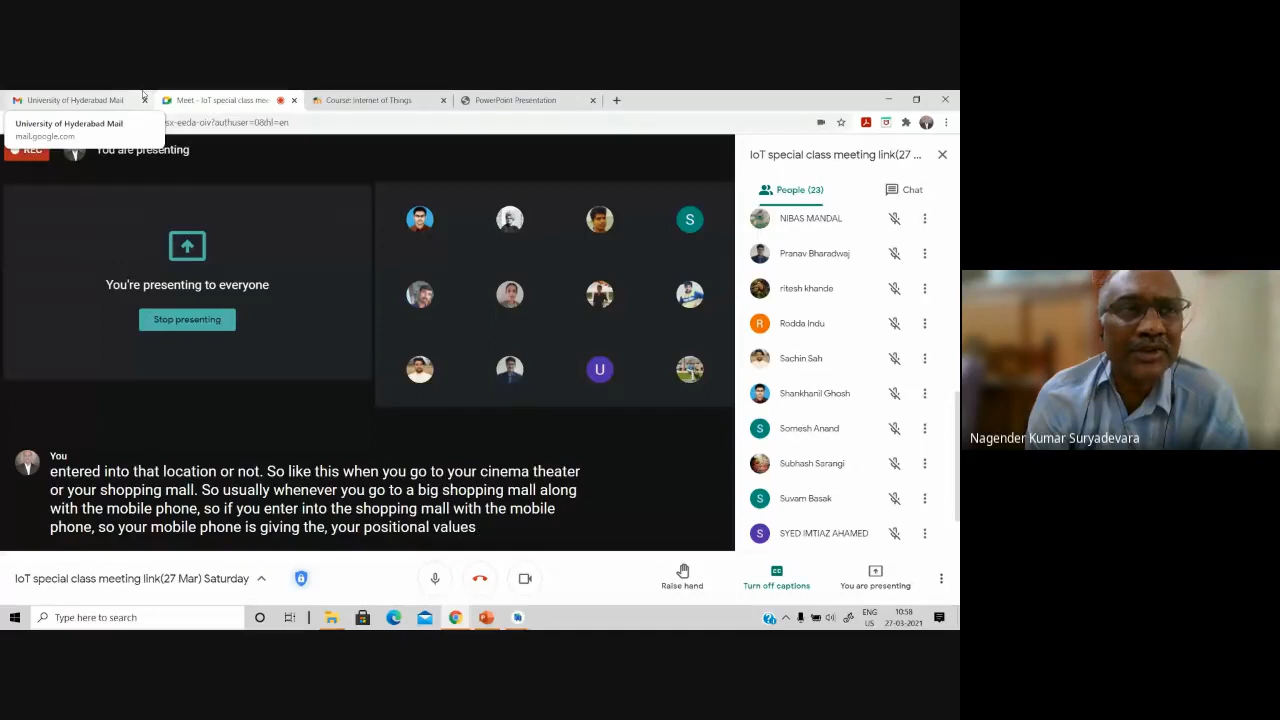 University of Hyderabad Mail
Meet - IoT special class mee
Course: Internet of Things
PowerPoint Presentation
University of Hyderabad Mail
mail.google.com
sx-eeda-oiv?authuser=0&hl=en
REC
You are presenting
IoT special class meeting link(27 ...
People (23)
Chat
You're presenting to everyone
Stop presenting
S
U
NIBAS MANDAL
Pranav Bharadwaj
ritesh khande
R
Rodda Indu
Sachin Sah
Shankhanil Ghosh
S
Somesh Anand
Subhash Sarangi
S
Suvam Basak
S
SYED IMTIAZ AHAMED
You
entered into that location or not. So like this when you go to your cinema theater
or your shopping mall. So usually whenever you go to a big shopping mall along
with the mobile phone, so if you enter into the shopping mall with the mobile
phone, so your mobile phone is giving the, your positional values
Nagender Kumar Suryadevara
IoT special class meeting link(27 Mar) Saturday
Raise hand
CC
Turn off captions
You are presenting
Type here to search
ENG
US
10:58
27-03-2021